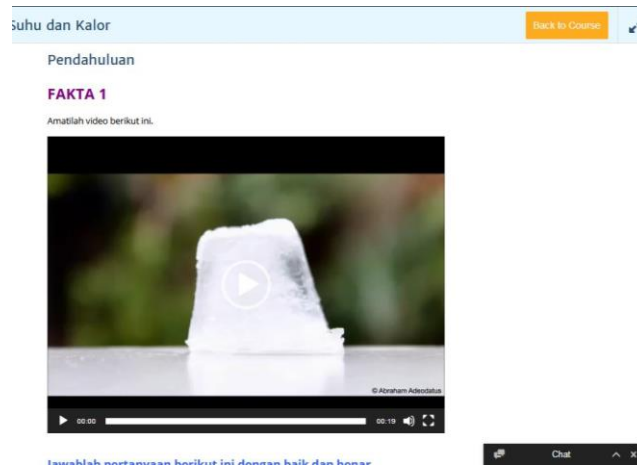 Suhu dan Kalor
Back to Course
Pendahuluan
FAKTA 1
Amatilah video berikut ini.
© Abraham Adeodatus
00:00
00:19
Jawablah pertanyaan berikut ini dengan baik dan benar
Chat